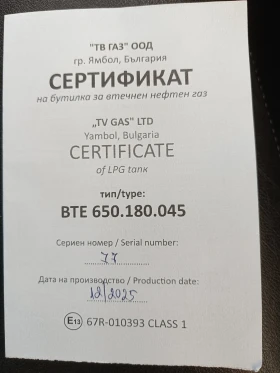 "ТВ ГАЗ" ООД
гр. Ямбол, България
СЕРТИФИКАТ
на бутилка за втечнен нефтен газ
„TV GAS" LTD
Yambol, Bulgaria
CERTIFICATE
of LPG tank
тип/type:
BTE 650.180.045
Сериен номер / Serial number:
77
Дата на производство / Production date:
12/2025
E13 67R-010393 CLASS 1